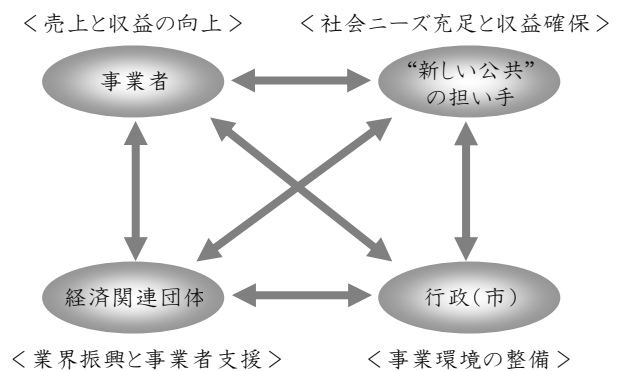 ＜売上と収益の向上＞
＜社会ニーズ充足と収益確保＞
事業者
“新しい公共”
の担い手
経済関連団体
行政(市)
＜業界振興と事業者支援＞
＜事業環境の整備＞